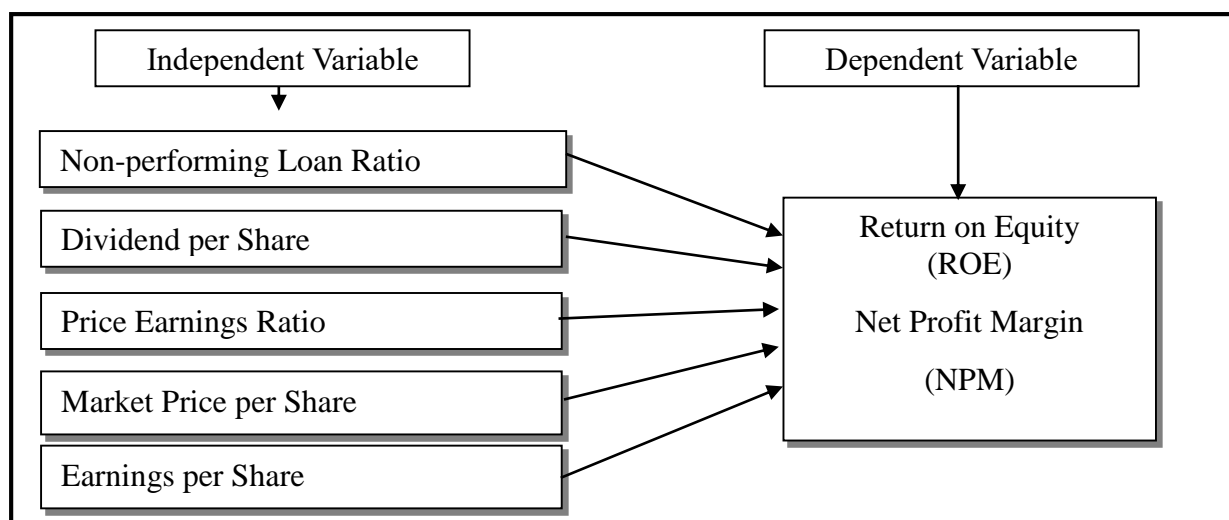 Independent Variable
Dependent Variable
Non-performing Loan Ratio
Dividend per Share
Price Earnings Ratio
Market Price per Share
Earnings per Share
Return on Equity
(ROE)
Net Profit Margin
(NPM)